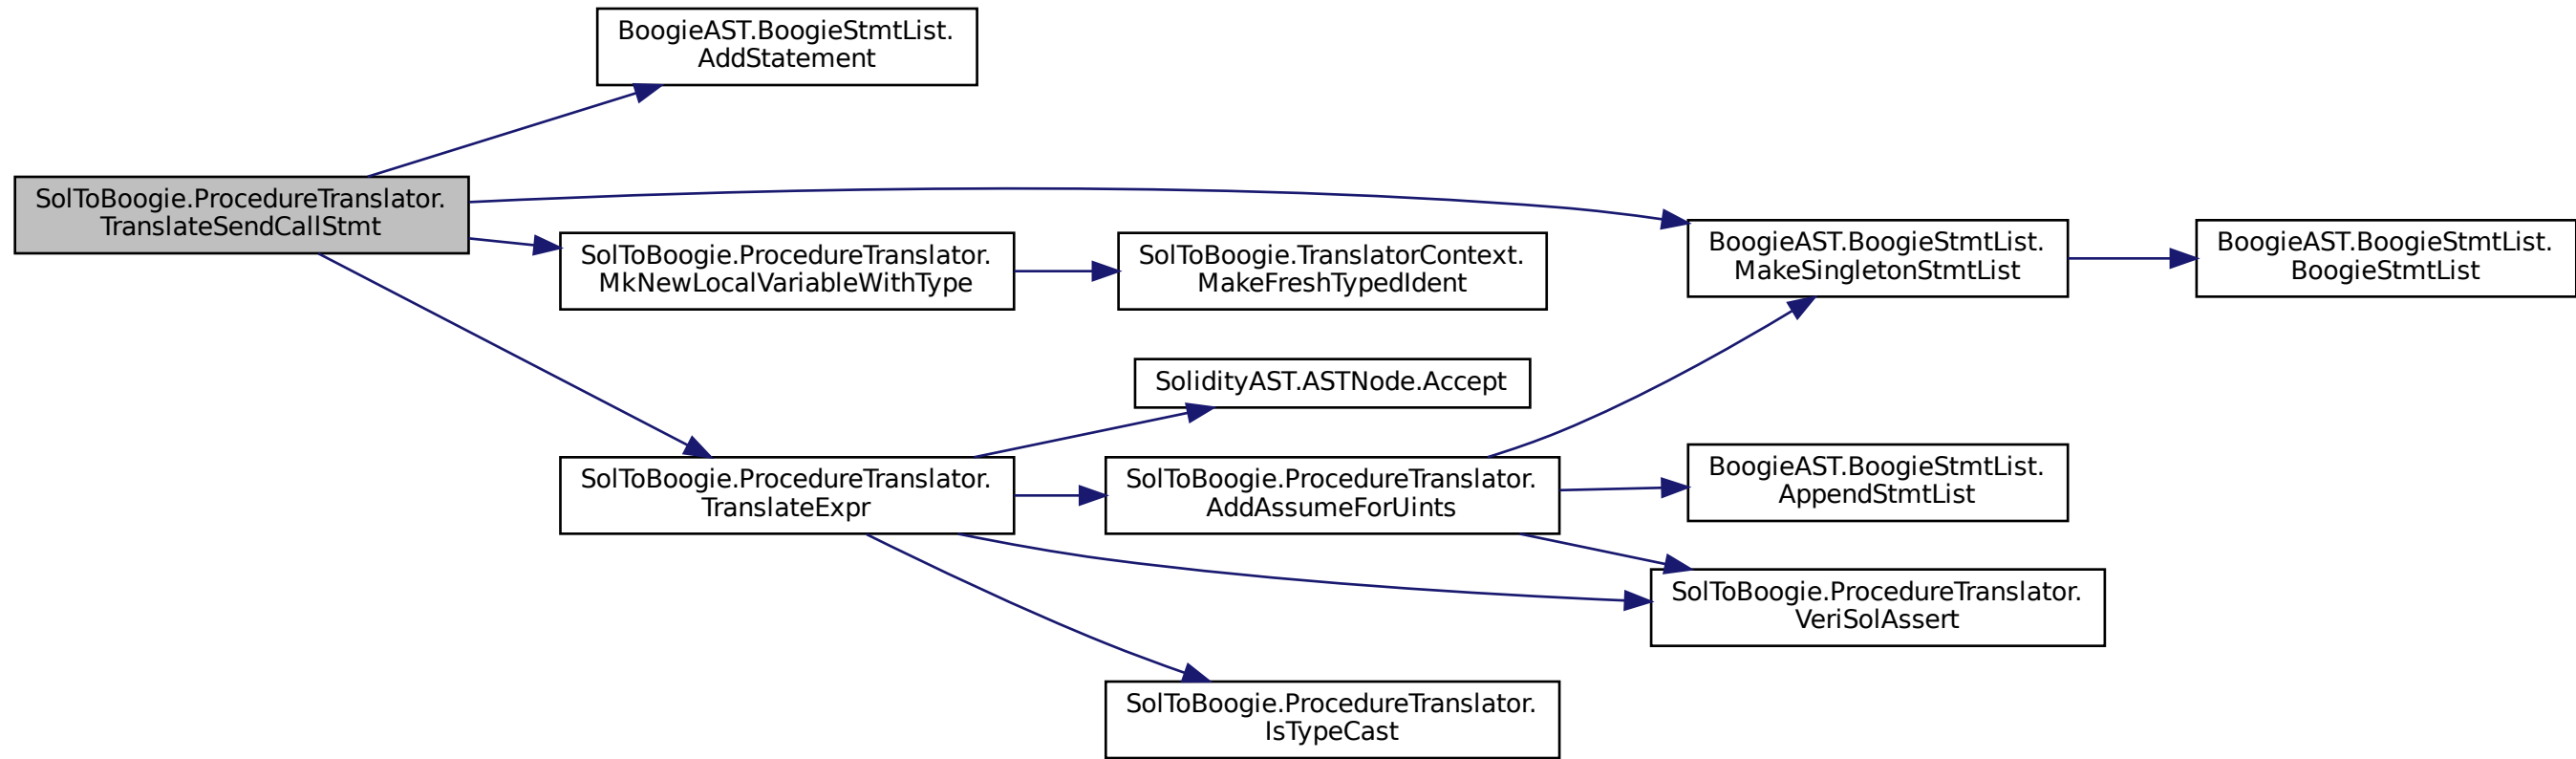 BoogieAST.BoogieStmtList.
AddStatement
SolToBoogie.ProcedureTranslator.
TranslateSendCallStmt
SolToBoogie.ProcedureTranslator.
MkNewLocalVariableWithType
SolToBoogie.TranslatorContext.
MakeFreshTypedIdent
BoogieAST.BoogieStmtList.
MakeSingletonStmtList
BoogieAST.BoogieStmtList.
BoogieStmtList
SolidityAST.ASTNode.Accept
SolToBoogie.ProcedureTranslator.
TranslateExpr
SolToBoogie.ProcedureTranslator.
AddAssumeForUints
BoogieAST.BoogieStmtList.
AppendStmtList
SolToBoogie.ProcedureTranslator.
VeriSolAssert
SolToBoogie.ProcedureTranslator.
IsTypeCast